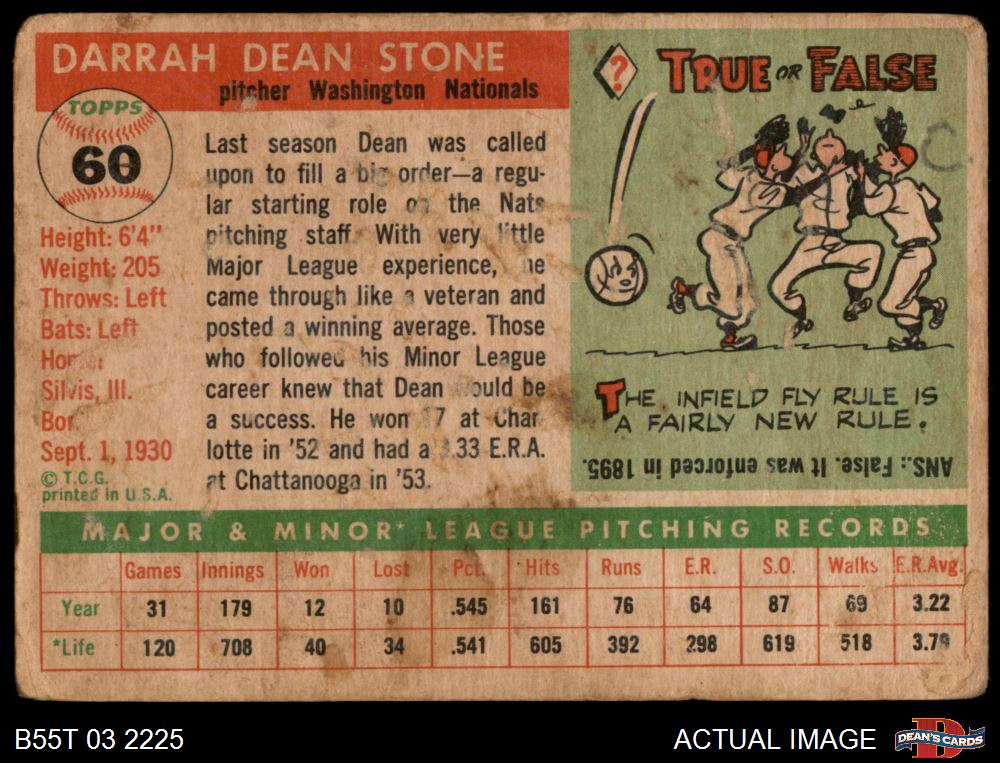 DARRAH DEAN STONE
pitcher Washington Nationals
TOPPS
60
Height: 6'4"
Weight: 205
Throws: Left
Bats: Left
Home:
Silvis, Ill.
Born
Sept. 1, 1930
© T.C.G.
printed in U.S.A.
Last season Dean was called
upon to fill a big order—a regu-
lar starting role on the Nats
pitching staff. With very little
Major League experience, he
came through like a veteran and
posted a winning average. Those
who followed his Minor League
career knew that Dean would be
a success. He won 17 at Char
lotte in '52 and had a 3.33 E.R.A.
at Chattanooga in '53.
?
TRUE OR FALSE
C
THE INFIELD FLY RULE IS
A FAIRLY NEW RULE.
ANS.: False. It was enforced in 1895.
MAJOR & MINOR* LEAGUE PITCHING RECORDS
Games Innings Won Lost Pct. Hits Runs E.R. S.O. Walks E.R.Avg.
Year 31 179 12 10 .545 161 76 64 87 69 3.22
*Life 120 708 40 34 .541 605 392 298 619 518 3.79
B55T 03 2225
ACTUAL IMAGE
D
DEAN'S CARDS